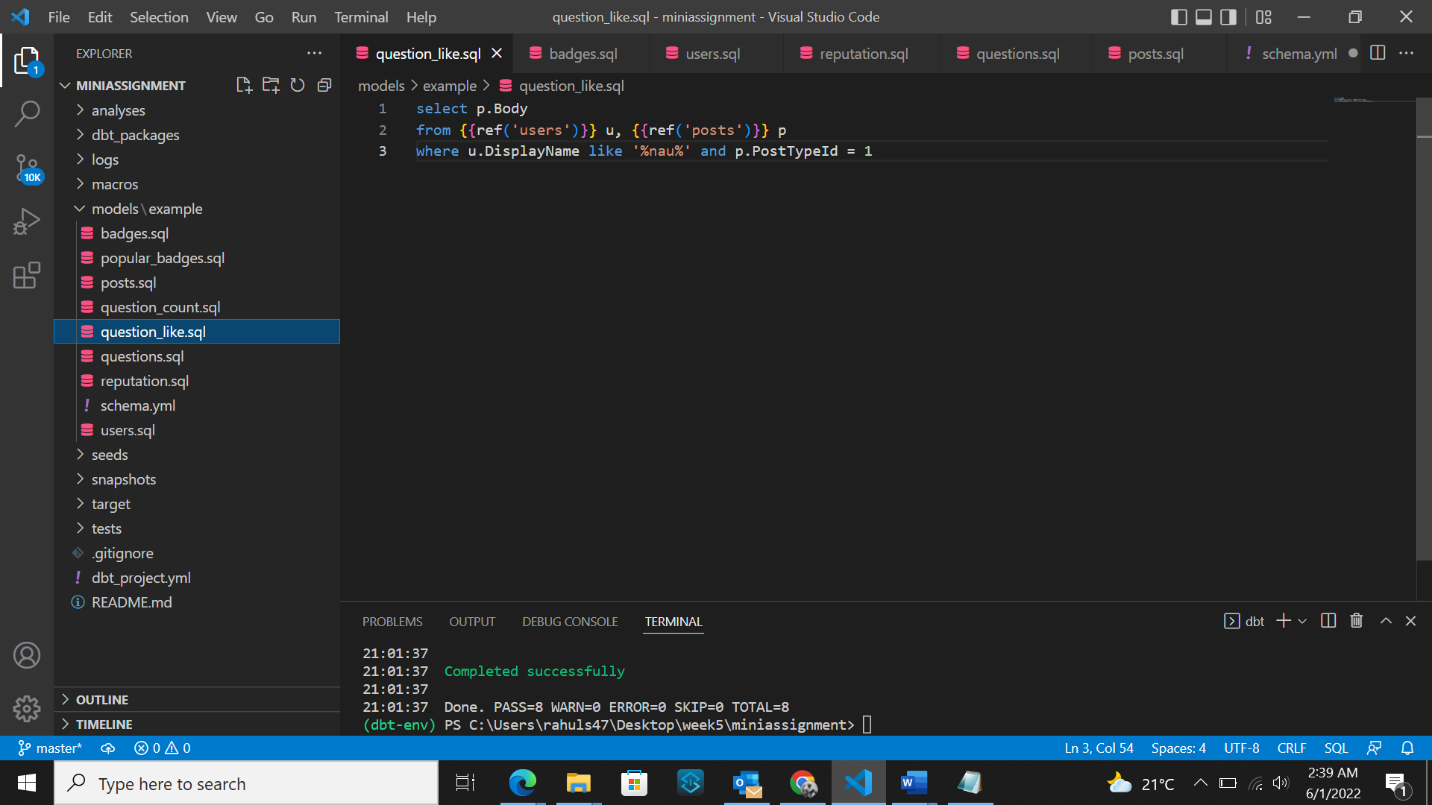 File Edit Selection View Go Run Terminal Help question_like.sql - miniassignment - Visual Studio Code
EXPLORER
question_like.sql badges.sql users.sql reputation.sql questions.sql posts.sql ! schema.yml
MINIASSIGNMENT
models > example > question_like.sql
analyses
dbt_packages
logs
macros
models\example
badges.sql
popular_badges.sql
posts.sql
question_count.sql
question_like.sql
questions.sql
reputation.sql
! schema.yml
users.sql
seeds
snapshots
target
tests
.gitignore
! dbt_project.yml
README.md
OUTLINE
TIMELINE
1
10K
1 select p.Body
2 from {{ref('users')}} u, {{ref('posts')}} p
3 where u.DisplayName like '%nau%' and p.PostTypeId = 1
PROBLEMS OUTPUT DEBUG CONSOLE TERMINAL dbt
21:01:37
21:01:37 Completed successfully
21:01:37
21:01:37 Done. PASS=8 WARN=0 ERROR=0 SKIP=0 TOTAL=8
(dbt-env) PS C:\Users\rahuls47\Desktop\week5\miniassignment>
master* 0 0 Ln 3, Col 54 Spaces: 4 UTF-8 CRLF SQL
Type here to search
21°C
2:39 AM
6/1/2022
1